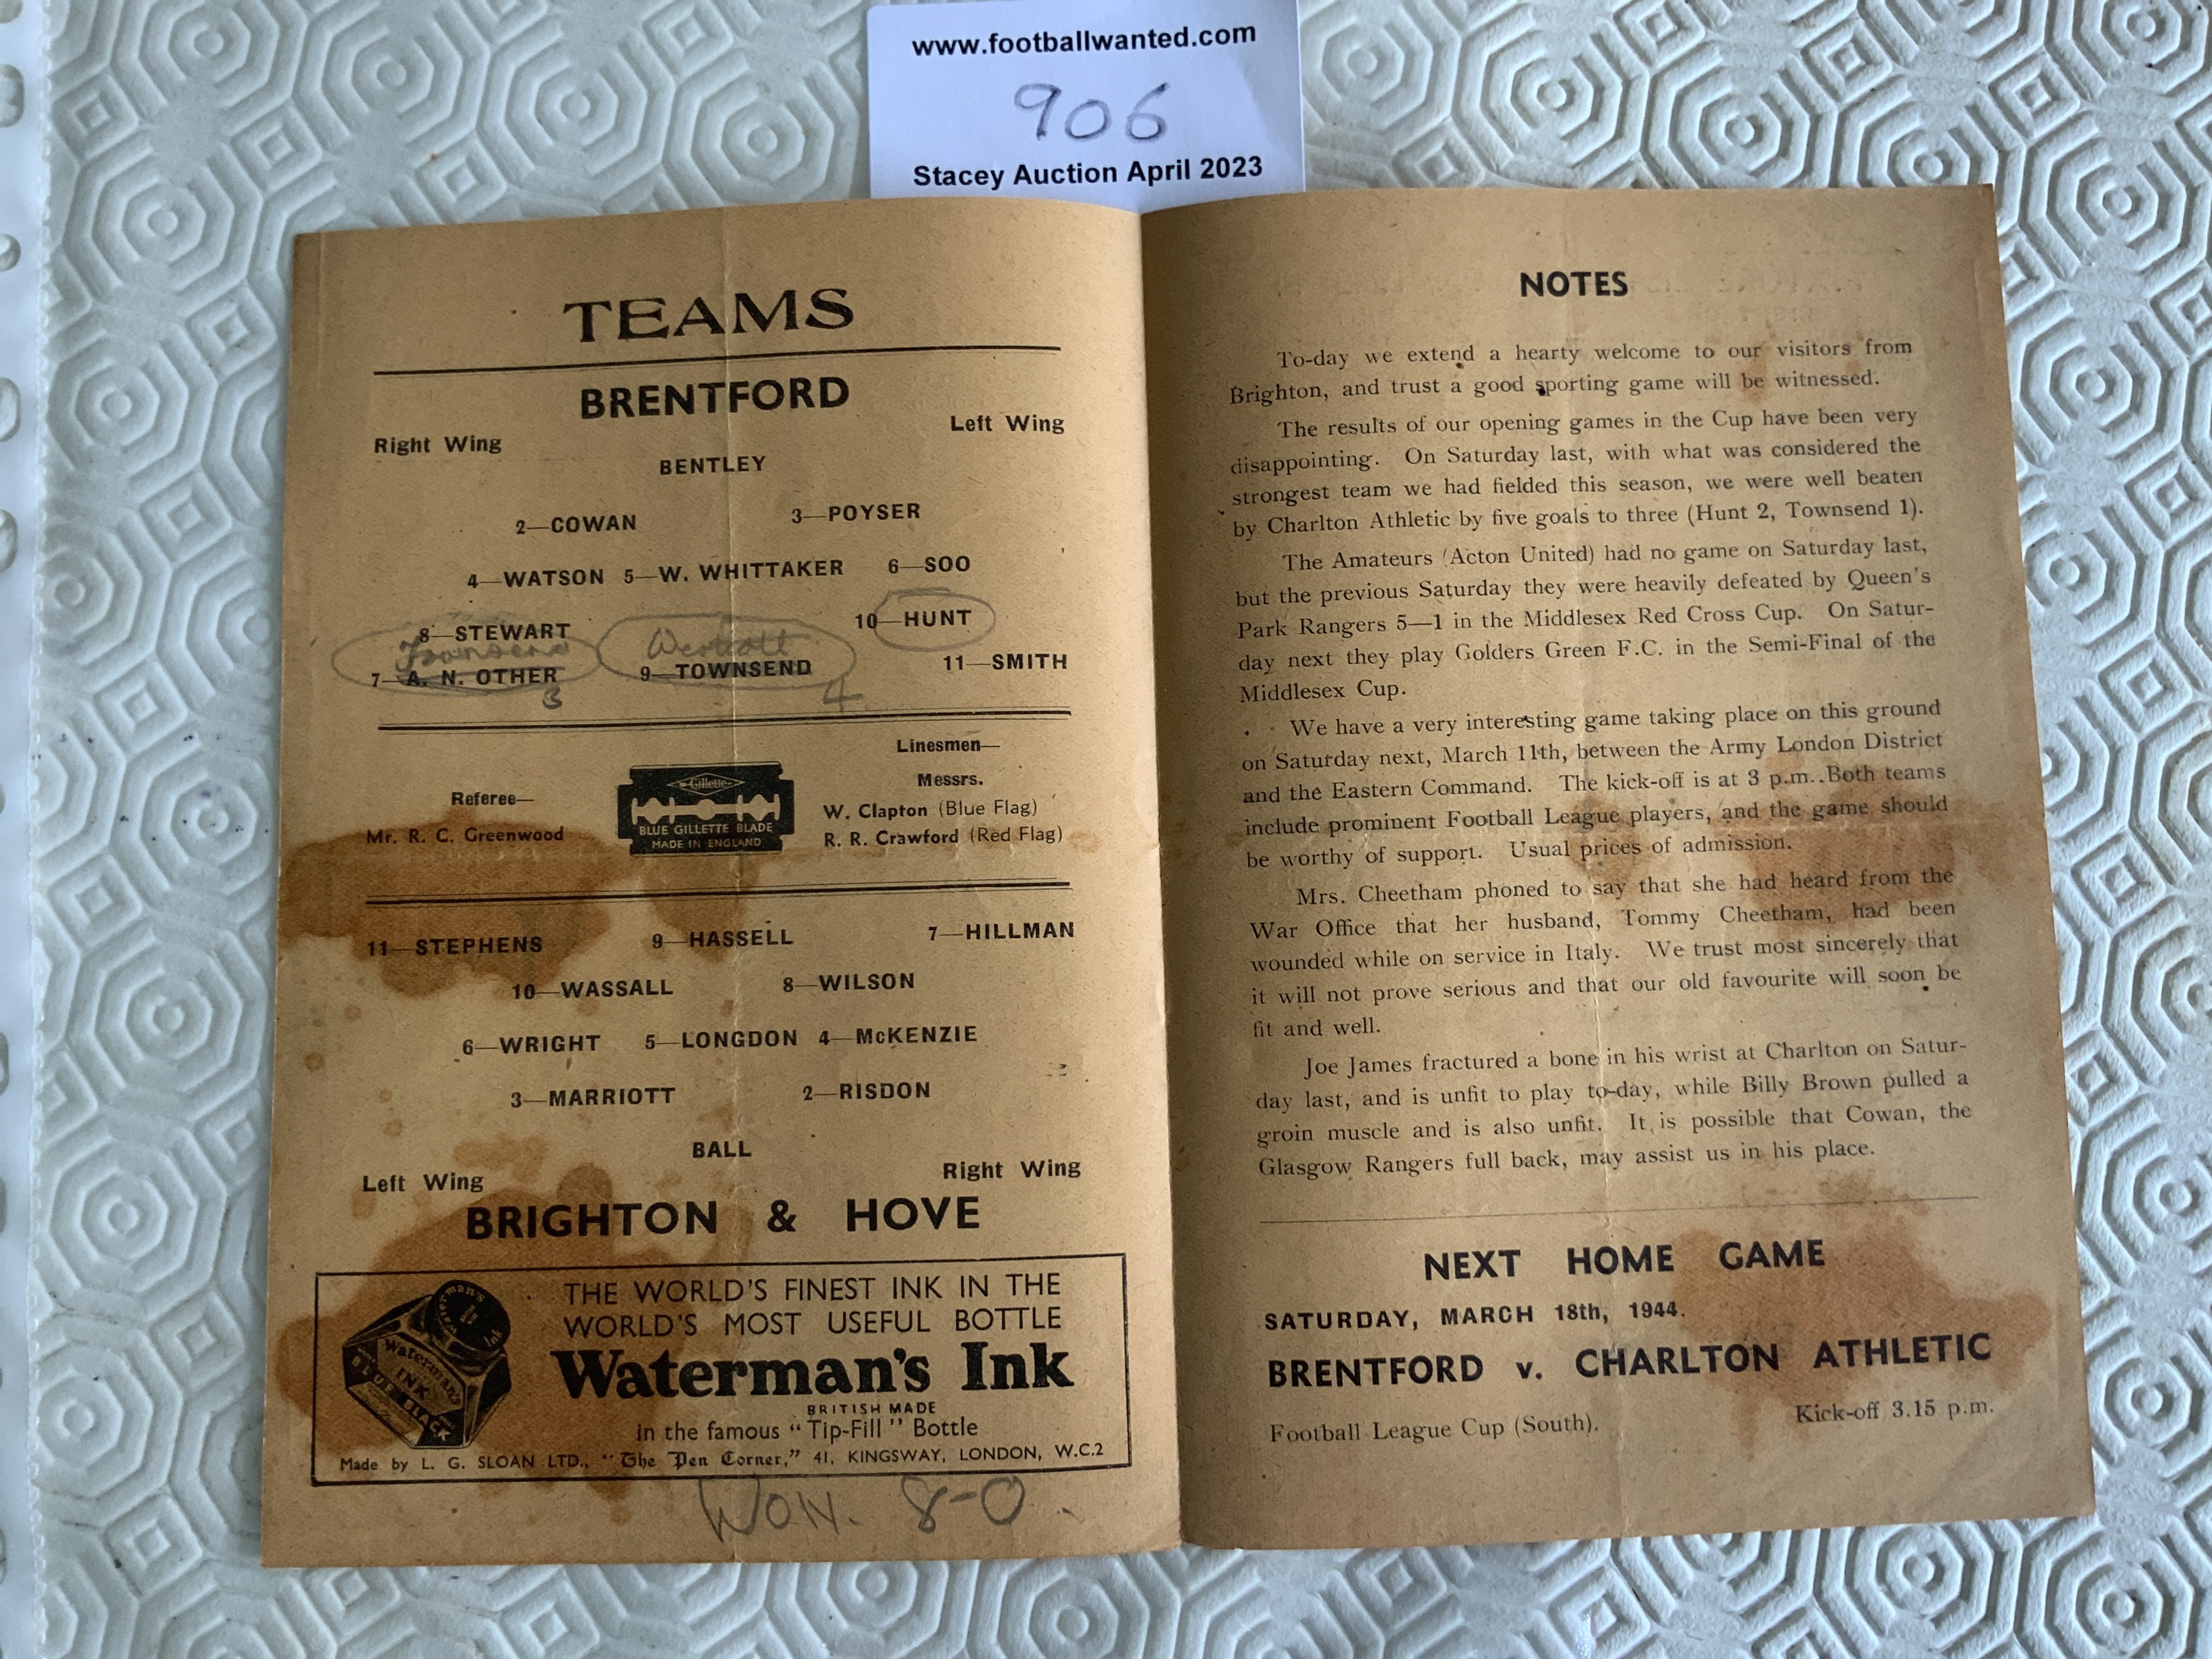 www.footballwanted.com
906
Stacey Auction April 2023
TEAMS
BRENTFORD
Right Wing
Left Wing
BENTLEY
2—COWAN
3—POYSER
4—WATSON 5—W. WHITTAKER 6—SOO
8—STEWART
10—HUNT
Townsend
7—A. N. OTHER
9—TOWNSEND
11—SMITH
3
4
Referee—
Mr. R. C. Greenwood
Gillette
BLUE GILLETTE BLADE
MADE IN ENGLAND
Linesmen—
Messrs.
W. Clapton (Blue Flag)
R. R. Crawford (Red Flag)
11—STEPHENS
9—HASSELL
7—HILLMAN
10—WASSALL
8—WILSON
6—WRIGHT 5—LONGDON 4—McKENZIE
3—MARRIOTT
2—RISDON
BALL
Left Wing
Right Wing
BRIGHTON & HOVE
Waterman's
INK
BLUE BLACK
THE WORLD'S FINEST INK IN THE
WORLD'S MOST USEFUL BOTTLE
Waterman's Ink
BRITISH MADE
in the famous "Tip-Fill" Bottle
Made by L. G. SLOAN LTD., "The Pen Corner," 41, KINGSWAY, LONDON, W.C.2
WON. 8-0.
NOTES
To-day we extend a hearty welcome to our visitors from
Brighton, and trust a good sporting game will be witnessed.
The results of our opening games in the Cup have been very
disappointing. On Saturday last, with what was considered the
strongest team we had fielded this season, we were well beaten
by Charlton Athletic by five goals to three (Hunt 2, Townsend 1).
The Amateurs (Acton United) had no game on Saturday last,
but the previous Saturday they were heavily defeated by Queen's
Park Rangers 5—1 in the Middlesex Red Cross Cup. On Satur-
day next they play Golders Green F.C. in the Semi-Final of the
Middlesex Cup.
We have a very interesting game taking place on this ground
on Saturday next, March 11th, between the Army London District
and the Eastern Command. The kick-off is at 3 p.m. Both teams
include prominent Football League players, and the game should
be worthy of support. Usual prices of admission.
Mrs. Cheetham phoned to say that she had heard from the
War Office that her husband, Tommy Cheetham, had been
wounded while on service in Italy. We trust most sincerely that
it will not prove serious and that our old favourite will soon be
fit and well.
Joe James fractured a bone in his wrist at Charlton on Satur-
day last, and is unfit to play to-day, while Billy Brown pulled a
groin muscle and is also unfit. It is possible that Cowan, the
Glasgow Rangers full back, may assist us in his place.
NEXT HOME GAME
SATURDAY, MARCH 18th, 1944.
BRENTFORD v. CHARLTON ATHLETIC
Football League Cup (South).
Kick-off 3.15 p.m.